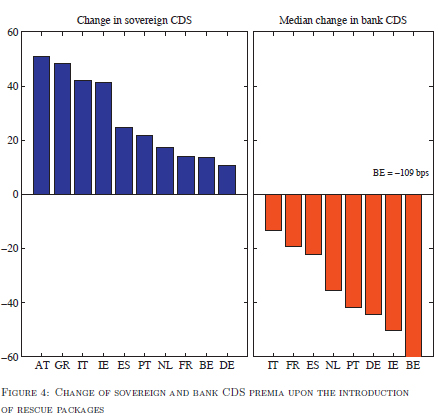 Change in sovereign CDS
Median change in bank CDS
60
40
20
0
−20
−40
−60
BE = −109 bps
AT GR IT IE ES PT NL FR BE DE
IT FR ES NL PT DE IE BE
Figure 4: Change of sovereign and bank CDS premia upon the introduction
of rescue packages